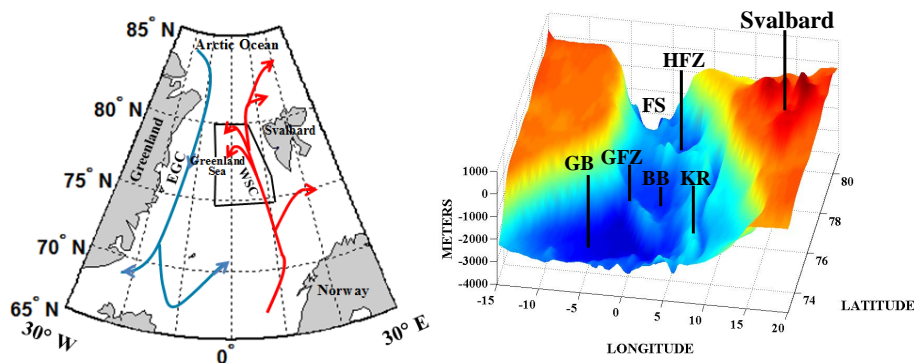 85° N
80° N
75° N
70° N
65° N
30° W
0°
30° E
Arctic Ocean
Greenland
EGC
Svalbard
Greenland
Sea
WSC
Norway
Svalbard
HFZ
FS
GB
GFZ
BB
KR
METERS
1000
0
-1000
-2000
-3000
-4000
-15
-10
-5
0
5
10
15
20
LONGITUDE
80
78
76
74
LATITUDE